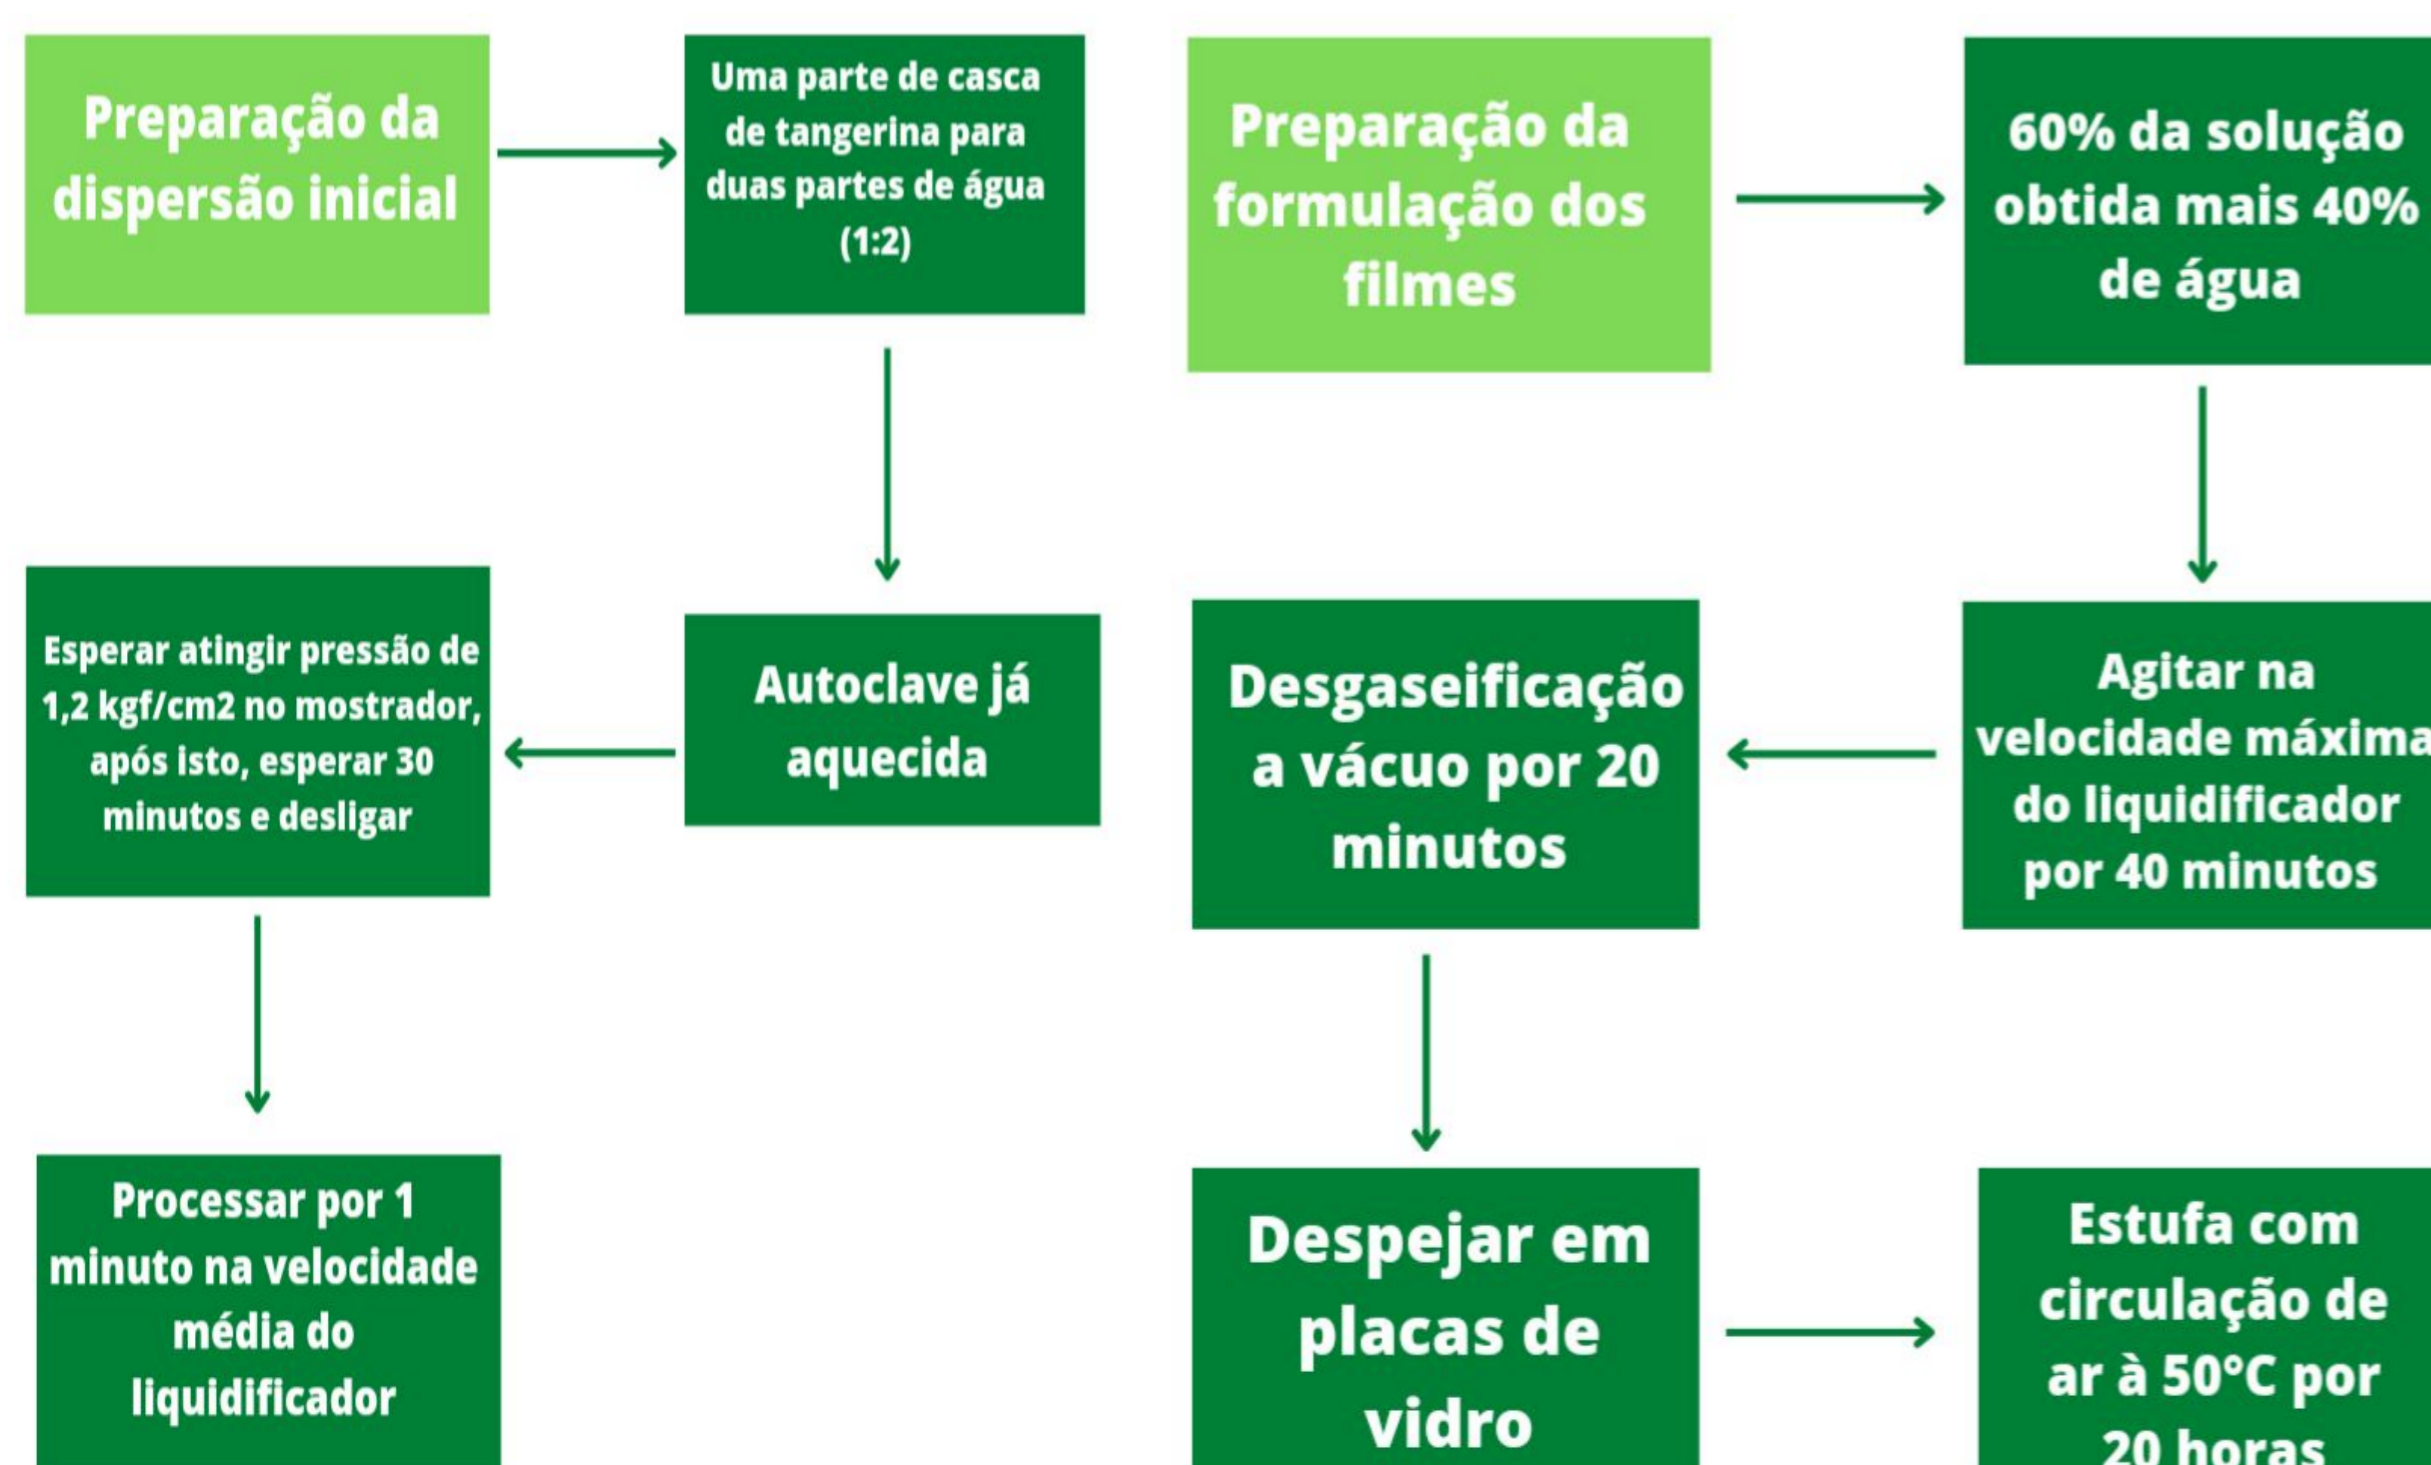 Preparação da
dispersão inicial
Uma parte de casca
de tangerina para
duas partes de água
(1:2)
Autoclave já
aquecida
Esperar atingir pressão de
1,2 kgf/cm2 no mostrador,
após isto, esperar 30
minutos e desligar
Processar por 1
minuto na velocidade
média do
liquidificador
Preparação da
formulação dos
filmes
60% da solução
obtida mais 40%
de água
Agitar na
velocidade máxima
do liquidificador
por 40 minutos
Desgaseificação
a vácuo por 20
minutos
Despejar em
placas de
vidro
Estufa com
circulação de
ar à 50°C por
20 horas